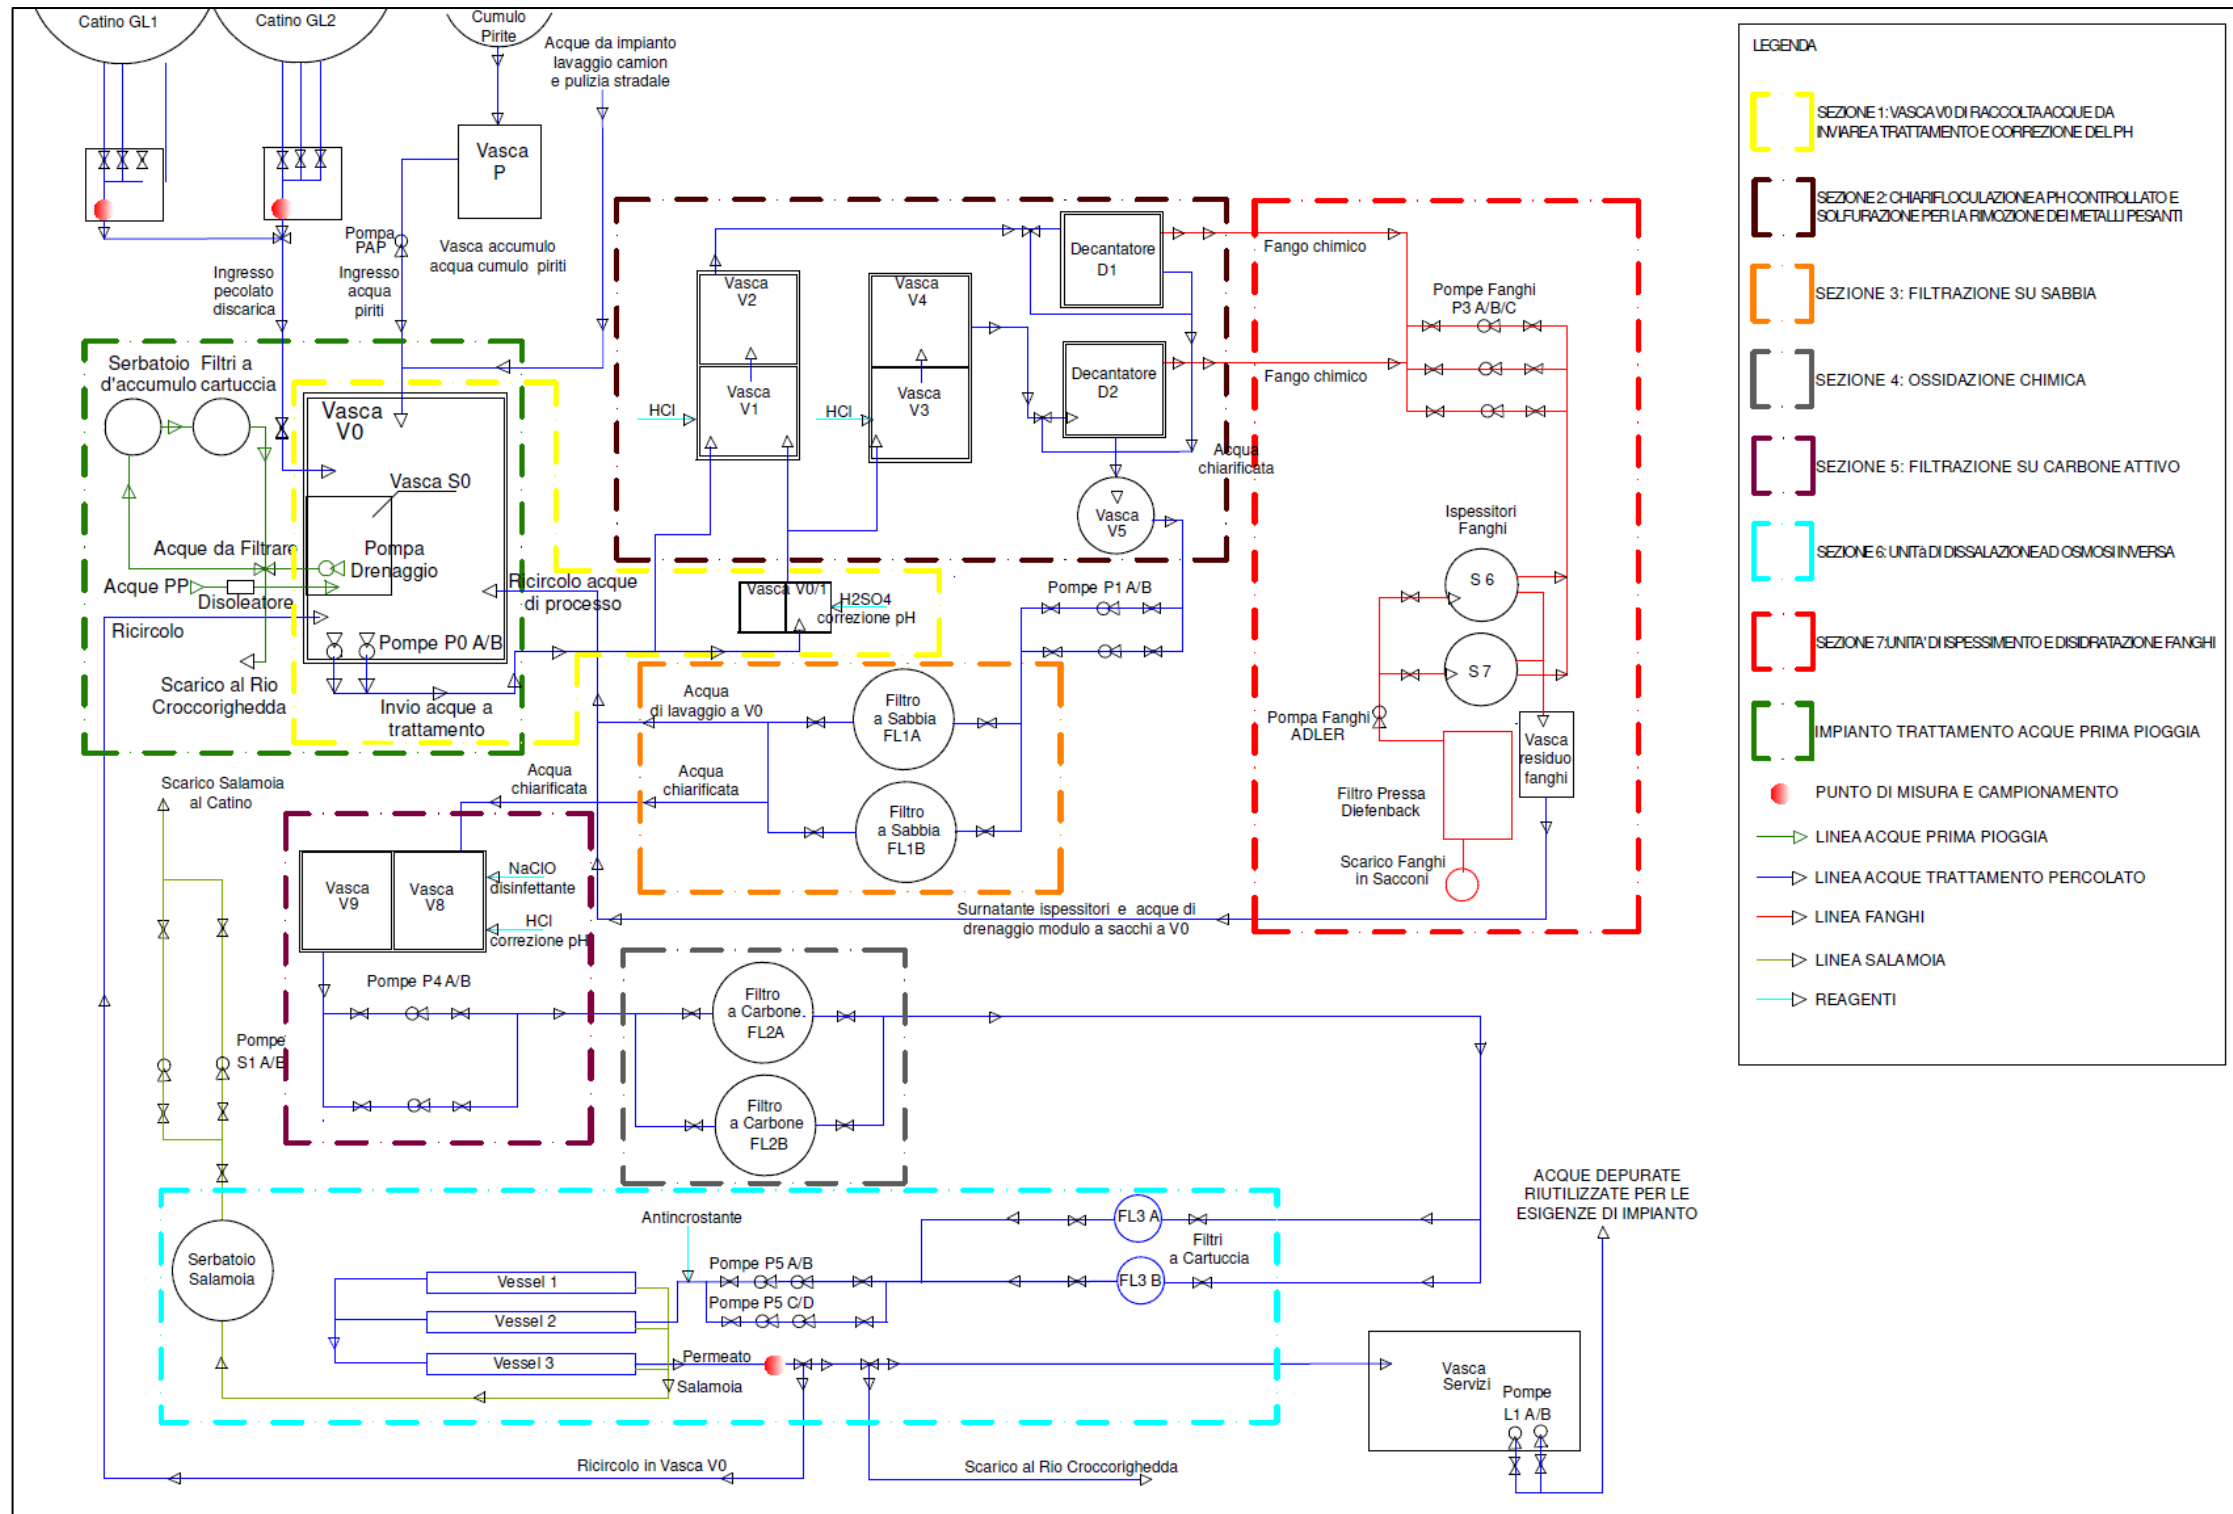 Catino GL1
Catino GL2
Cumulo
Pirite
Acque da impianto
lavaggio camion
e pulizia stradale
Vasca
P
Pompa
PAP
Vasca accumulo
acqua cumulo piriti
Ingresso
pecolato
discarica
Ingresso
acqua
piriti
Serbatoio
d'accumulo
Filtri a
cartuccia
Vasca
V0
Vasca S0
Acque da Filtrare
Pompa
Drenaggio
Acque PP
Disoleatore
Ricircolo
Pompe P0 A/B
Scarico al Rio
Croccorighedda
Invio acque a
trattamento
Ricircolo acque
di processo
Vasca
V2
Vasca
V1
HCl
Vasca
V4
Vasca
V3
HCl
Decantatore
D1
Decantatore
D2
Acqua
chiarificata
Vasca
V5
Vasca V0/1
H2SO4
correzione pH
Pompe P1 A/B
Fango chimico
Fango chimico
Pompe Fanghi
P3 A/B/C
Ispessitori
Fanghi
S 6
S 7
Pompa Fanghi
ADLER
Vasca
residuo
fanghi
Filtro Pressa
Diefenback
Scarico Fanghi
in Sacconi
Acqua
di lavaggio a V0
Filtro
a Sabbia
FL1A
Acqua
chiarificata
Acqua
chiarificata
Filtro
a Sabbia
FL1B
Surnatante ispessitori e acque di
drenaggio modulo a sacchi a V0
Scarico Salamoia
al Catino
Vasca
V9
Vasca
V8
NaClO
disinfettante
HCl
correzione pH
Pompe P4 A/B
Pompe
S1 A/B
Filtro
a Carbone
FL2A
Filtro
a Carbone
FL2B
Serbatoio
Salamoia
Antincrostante
Vessel 1
Vessel 2
Vessel 3
Pompe P5 A/B
Pompe P5 C/D
Permeato
Salamoia
FL3 A
FL3 B
Filtri
a Cartuccia
ACQUE DEPURATE
RIUTILIZZATE PER LE
ESIGENZE DI IMPIANTO
Vasca
Servizi
Pompe
L1 A/B
Ricircolo in Vasca V0
Scarico al Rio Croccorighedda
LEGENDA
SEZIONE 1: VASCA V0 DI RACCOLTA ACQUE DA
INVIARE A TRATTAMENTO E CORREZIONE DEL PH
SEZIONE 2: CHIARIFLOCULAZIONE A PH CONTROLLATO E
SOLFURAZIONE PER LA RIMOZIONE DEI METALLI PESANTI
SEZIONE 3: FILTRAZIONE SU SABBIA
SEZIONE 4: OSSIDAZIONE CHIMICA
SEZIONE 5: FILTRAZIONE SU CARBONE ATTIVO
SEZIONE 6: UNITà DI DISSALAZIONE AD OSMOSI INVERSA
SEZIONE 7:UNITA' DI ISPESSIMENTO E DISIDRATAZIONE FANGHI
IMPIANTO TRATTAMENTO ACQUE PRIMA PIOGGIA
PUNTO DI MISURA E CAMPIONAMENTO
LINEA ACQUE PRIMA PIOGGIA
LINEA ACQUE TRATTAMENTO PERCOLATO
LINEA FANGHI
LINEA SALAMOIA
REAGENTI